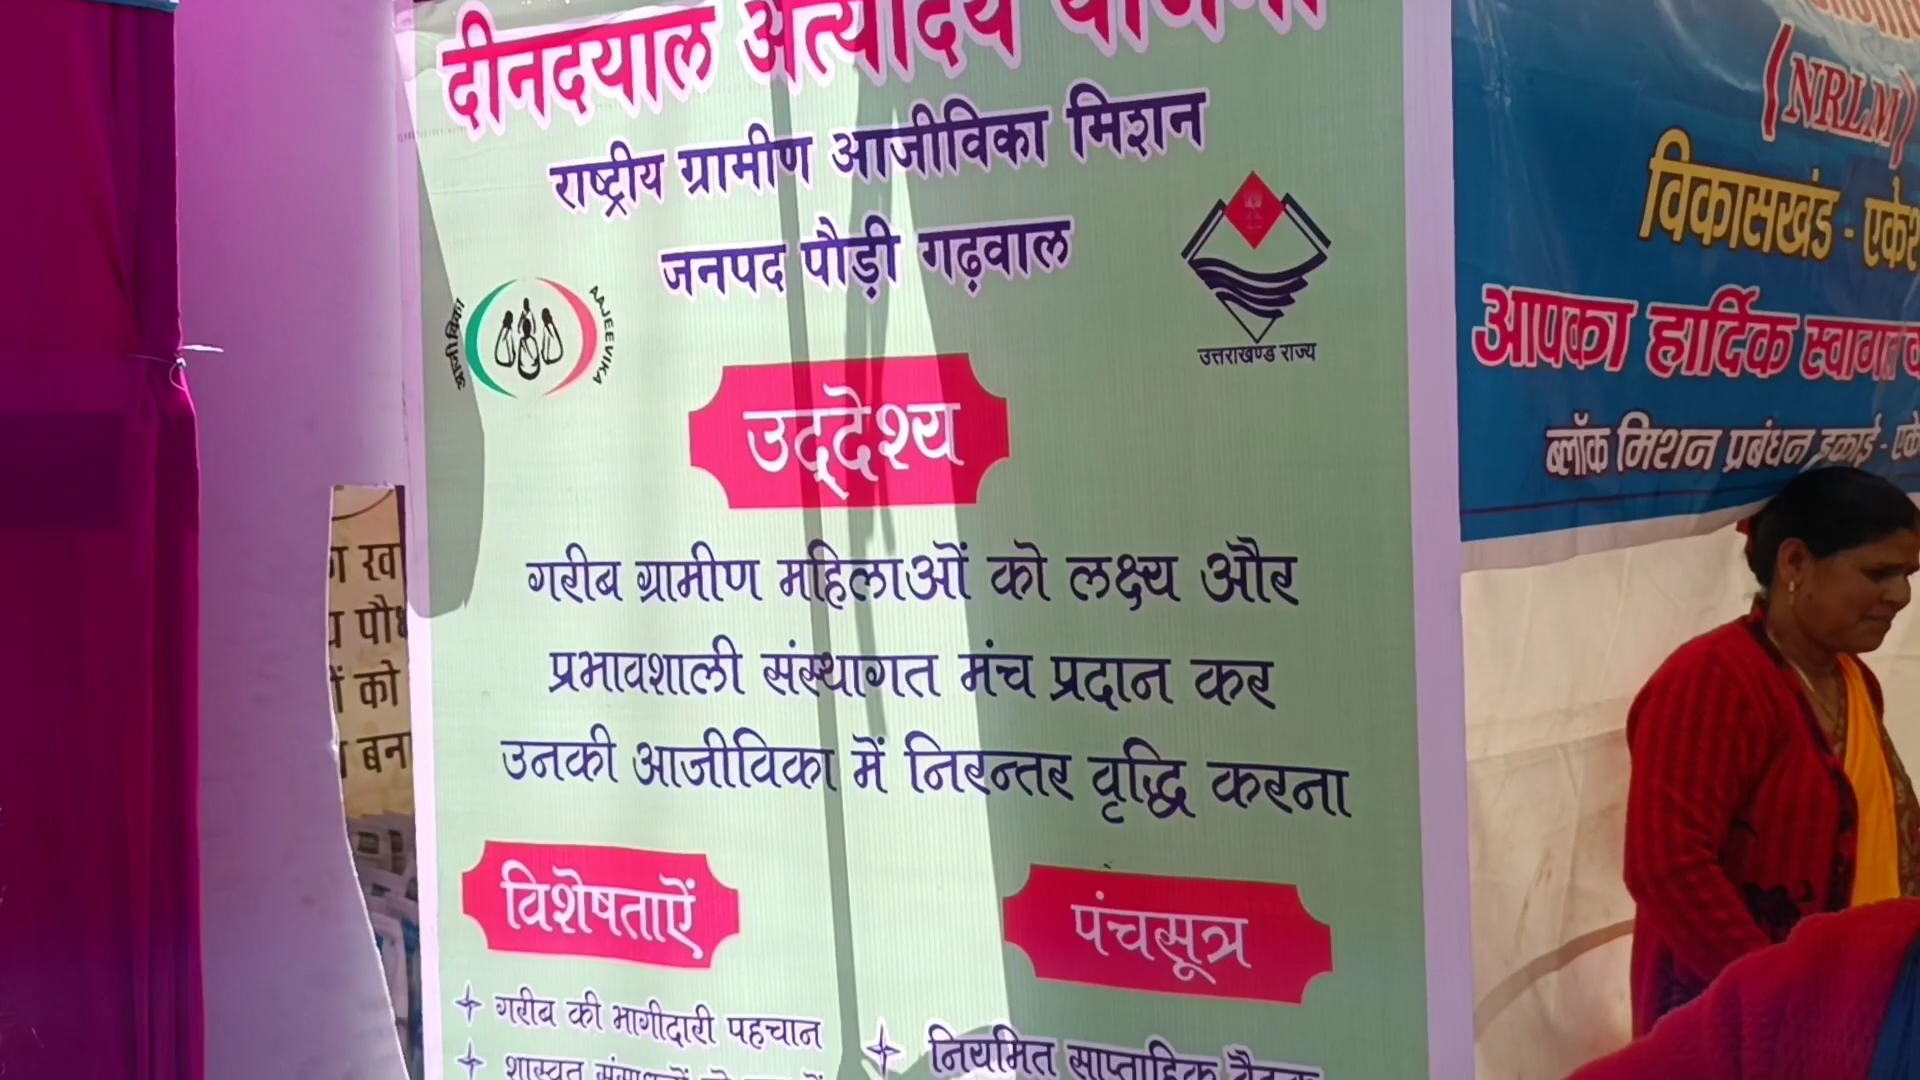 दीनदयाल अन्त्योदय योजना
राष्ट्रीय ग्रामीण आजीविका मिशन
जनपद पौड़ी गढ़वाल
आजीविका
AAJEEVIKA
उत्तराखण्ड राज्य
उद्देश्य
गरीब ग्रामीण महिलाओं को लक्ष्य और
प्रभावशाली संस्थागत मंच प्रदान कर
उनकी आजीविका में निरन्तर वृद्धि करना
विशेषताऐं
+ गरीब की भागीदारी पहचान
+ शास्वत
पंचसूत्र
+ नियमित साप्ताहिक बैठक
को
बन
(NRLM)
विकासखंड -
आपका हार्दिक स्वागत
ब्लॉक मिशन प्रबंधन इकाई -